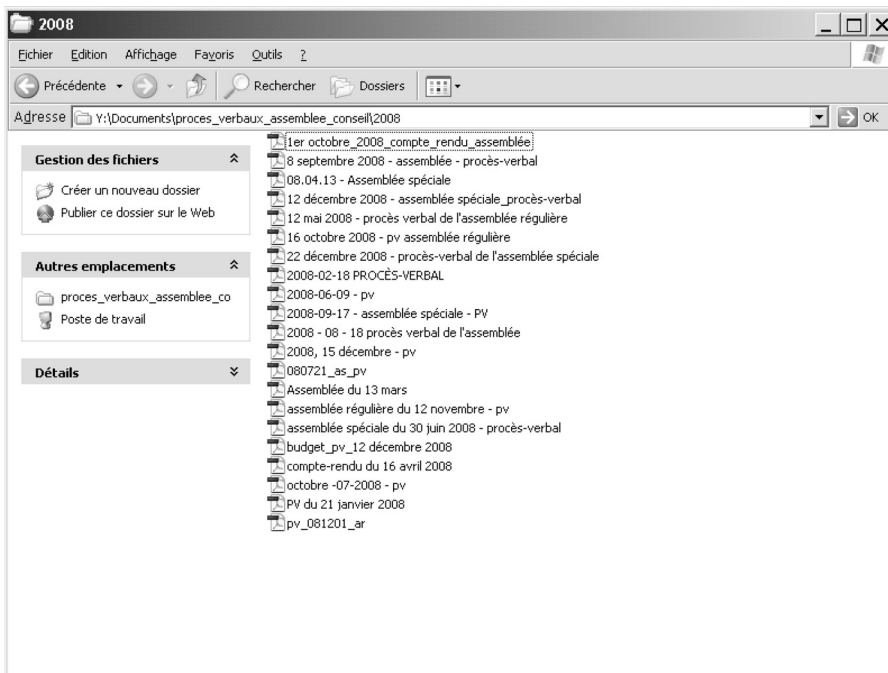 2008
Fichier Edition Affichage Favoris Outils ?
Précédente Rechercher Dossiers
Adresse Y:\Documents\proces_verbaux_assemblee_conseil\2008 OK
Gestion des fichiers
Créer un nouveau dossier
Publier ce dossier sur le Web
Autres emplacements
proces_verbaux_assemblee_co
Poste de travail
Détails
1er octobre_2008_compte_rendu_assemblée
8 septembre 2008 - assemblée - procès-verbal
08.04.13 - Assemblée spéciale
12 décembre 2008 - assemblée spéciale_procès-verbal
12 mai 2008 - procès verbal de l'assemblée régulière
16 octobre 2008 - pv assemblée régulière
22 décembre 2008 - procès-verbal de l'assemblée spéciale
2008-02-18 PROCÈS-VERBAL
2008-06-09 - pv
2008-09-17 - assemblée spéciale - PV
2008 - 08 - 18 procès verbal de l'assemblée
2008, 15 décembre - pv
080721_as_pv
Assemblée du 13 mars
assemblée régulière du 12 novembre - pv
assemblée spéciale du 30 juin 2008 - procès-verbal
budget_pv_12 décembre 2008
compte-rendu du 16 avril 2008
octobre -07-2008 - pv
PV du 21 janvier 2008
pv_081201_ar